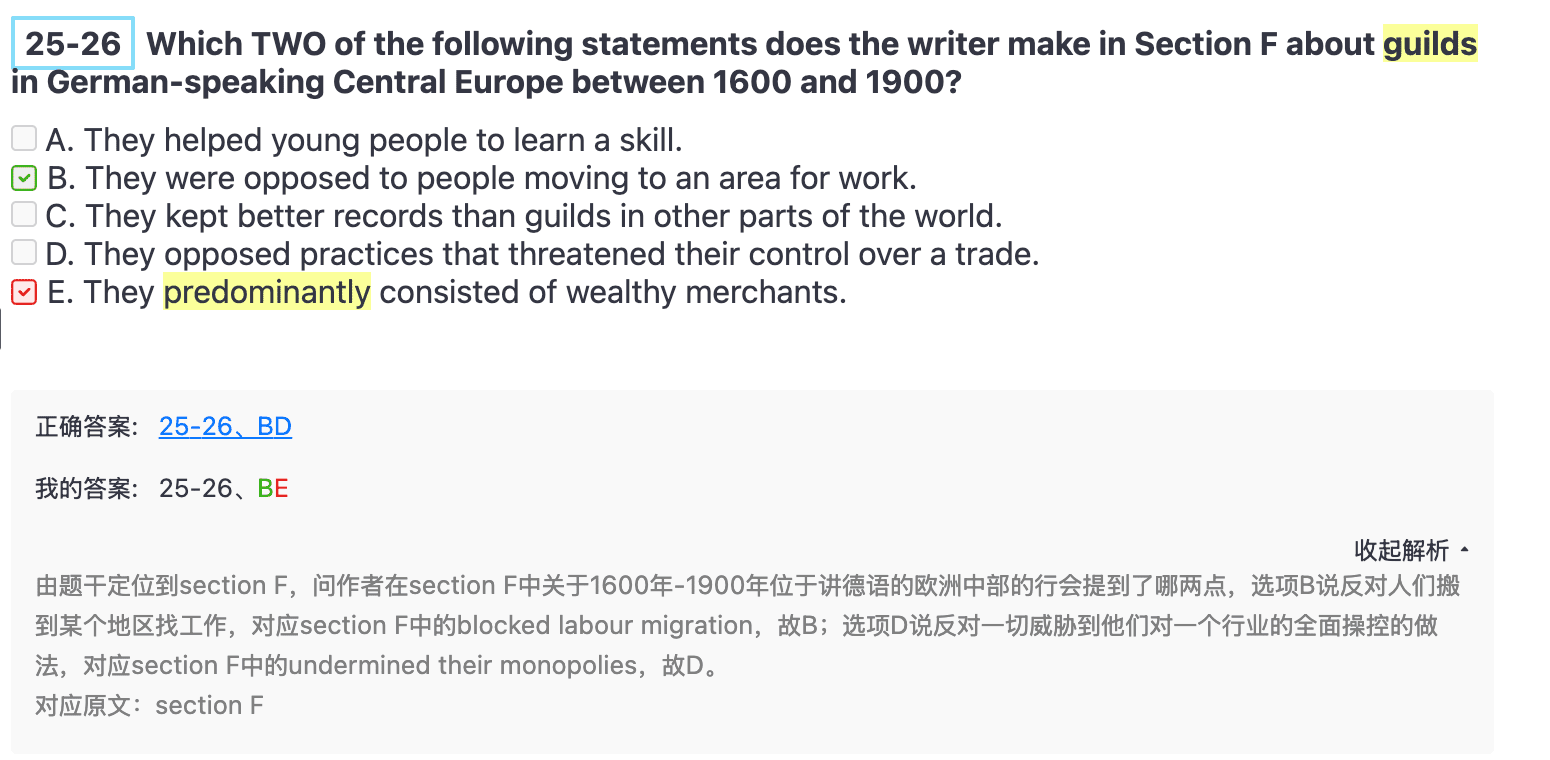 25-26 Which TWO of the following statements does the writer make in Section F about guilds
in German-speaking Central Europe between 1600 and 1900?
A. They helped young people to learn a skill.
B. They were opposed to people moving to an area for work.
C. They kept better records than guilds in other parts of the world.
D. They opposed practices that threatened their control over a trade.
E. They predominantly consisted of wealthy merchants.
正确答案: 25-26、BD
我的答案: 25-26、BE
收起解析
由题干定位到section F，问作者在section F中关于1600年-1900年位于讲德语的欧洲中部的行会提到了哪两点，选项B说反对人们搬
到某个地区找工作，对应section F中的blocked labour migration，故B；选项D说反对一切威胁到他们对一个行业的全面操控的做
法，对应section F中的undermined their monopolies，故D。
对应原文：section F